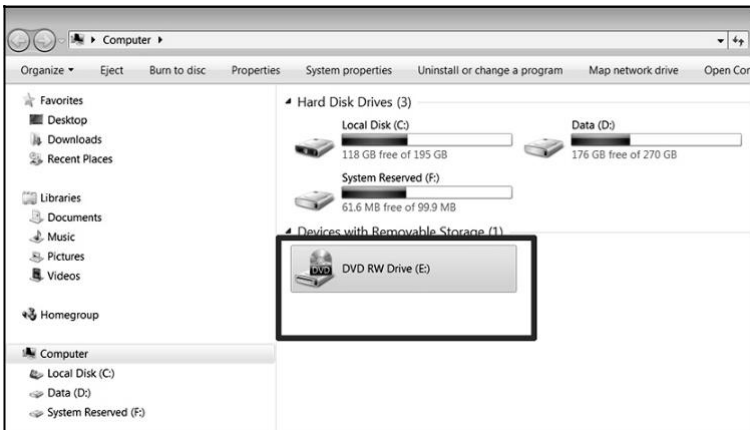 Computer
Organize Eject Burn to disc Properties System properties Uninstall or change a program Map network drive Open Con
Favorites
Desktop
Downloads
Recent Places
Libraries
Documents
Music
Pictures
Videos
Homegroup
Computer
Local Disk (C:)
Data (D:)
System Reserved (F:)
Hard Disk Drives (3)
Local Disk (C:)
118 GB free of 195 GB
Data (D:)
176 GB free of 270 GB
System Reserved (F:)
61.6 MB free of 99.9 MB
Devices with Removable Storage (1)
DVD
DVD RW Drive (E:)